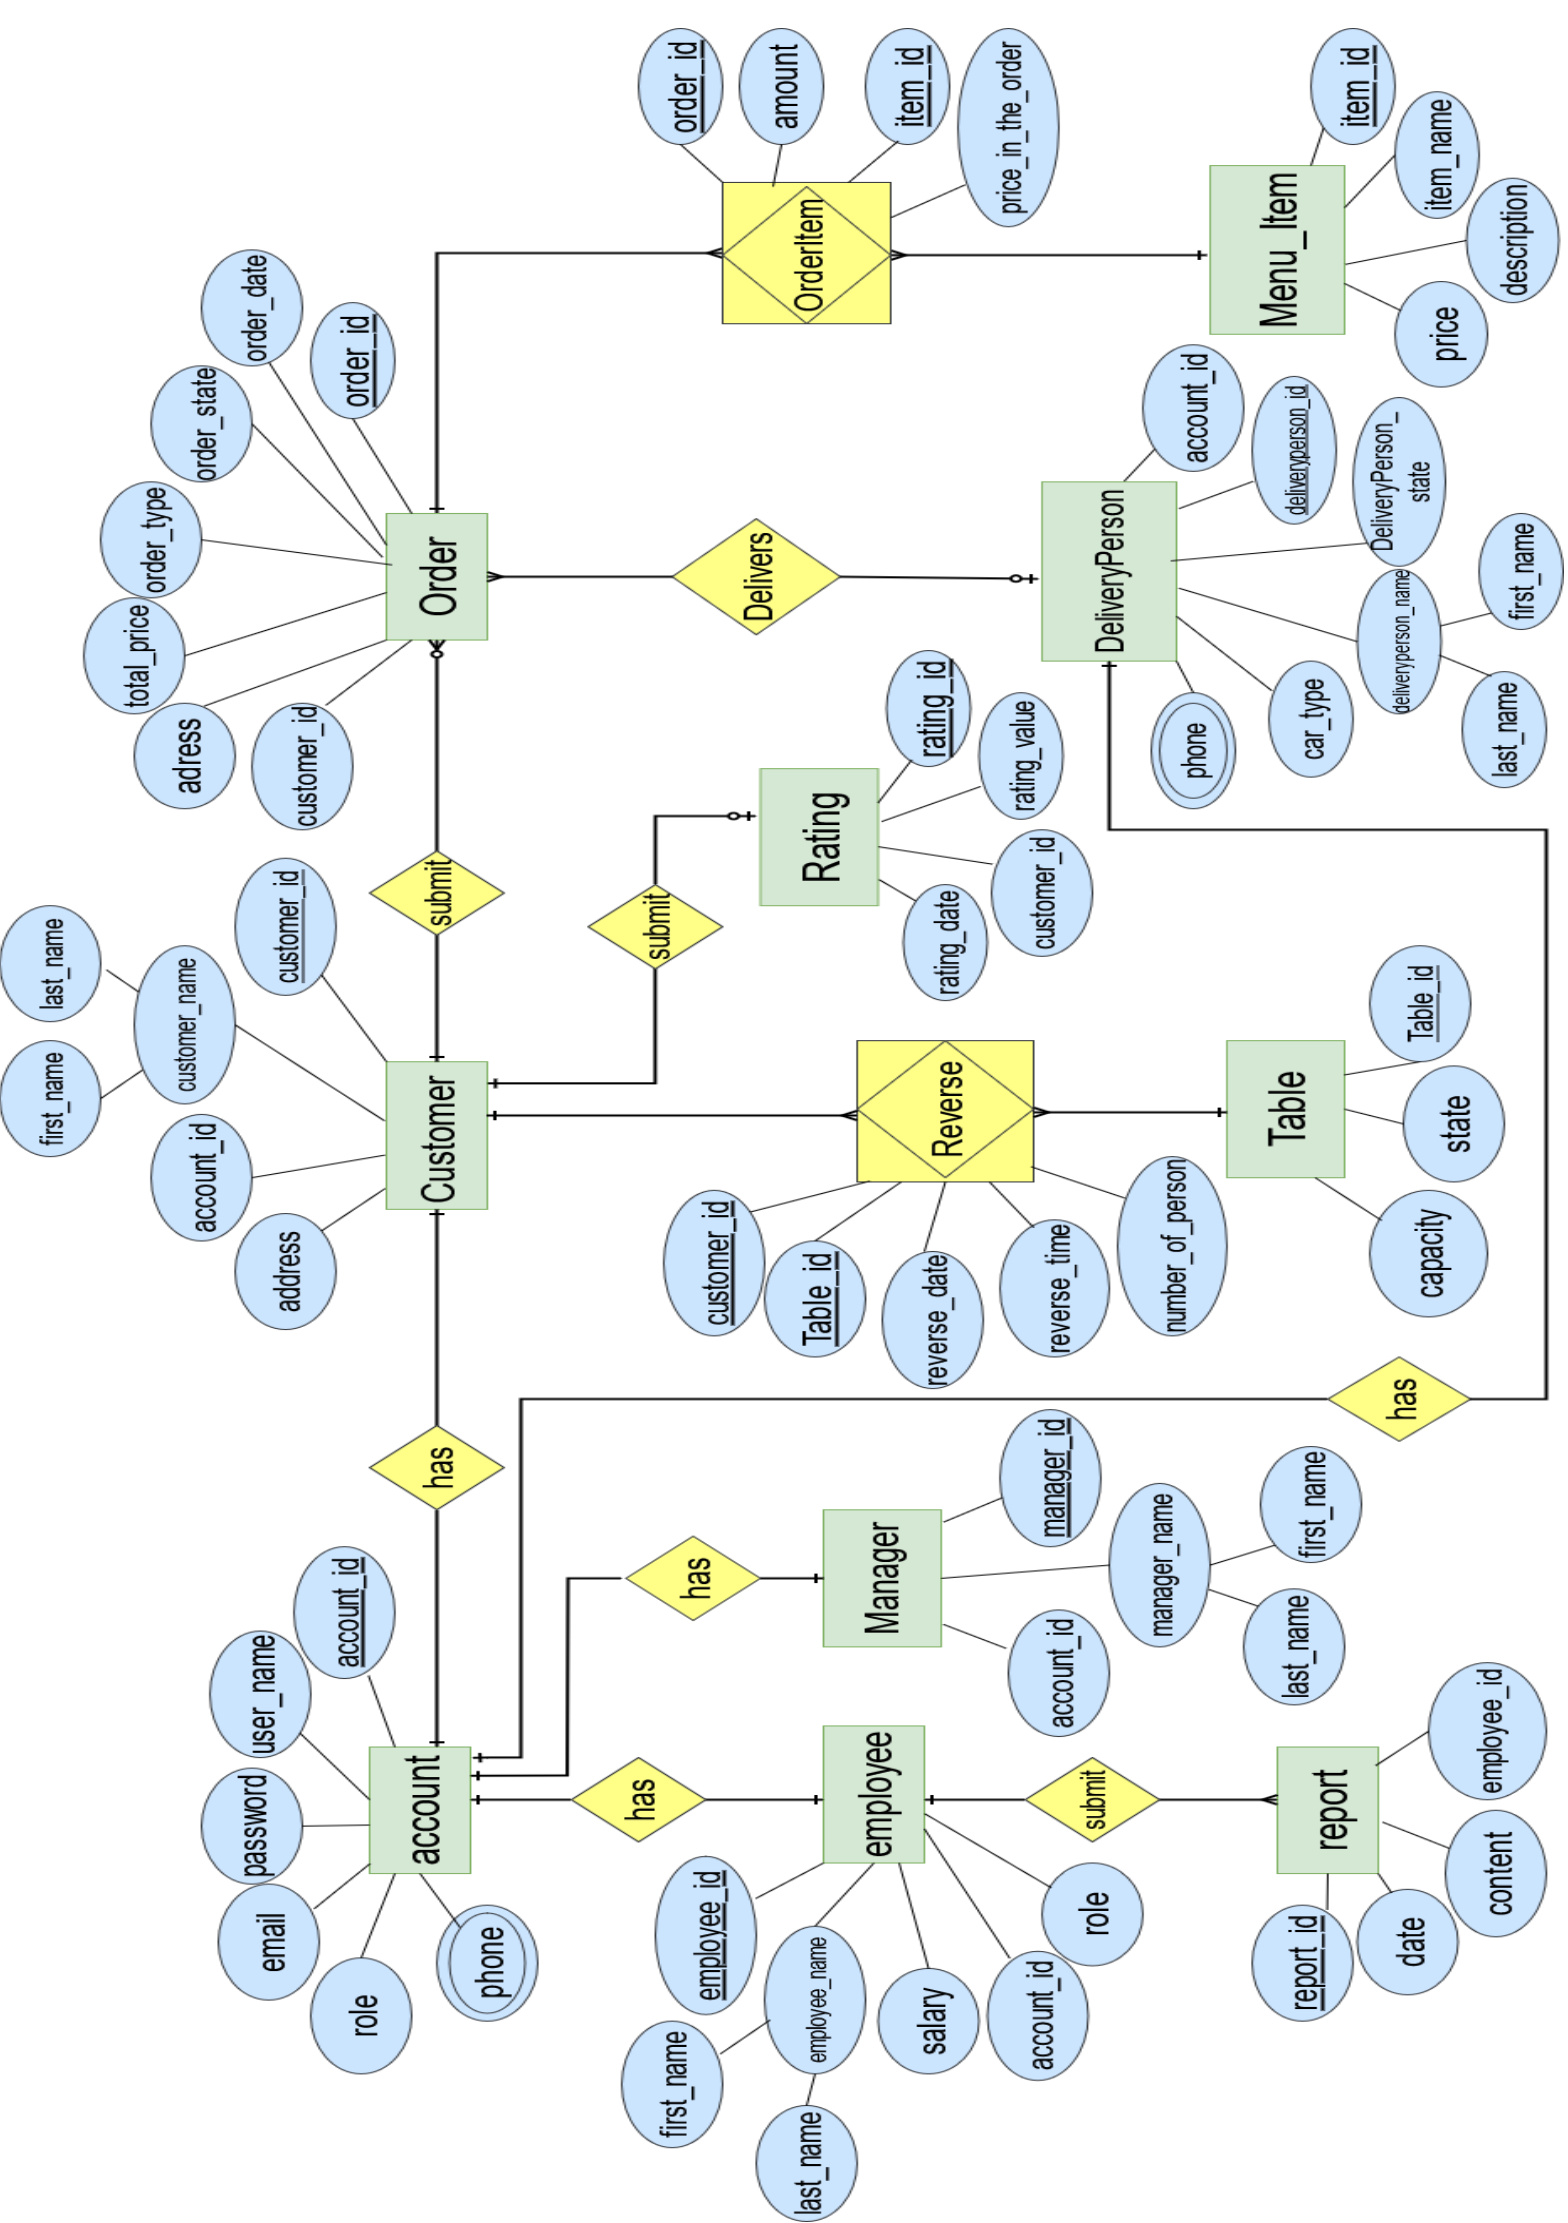 first_name
last_name
customer_name
account_id
address
customer_id
Customer
adress
customer_id
total_price
order_type
order_state
order_date
order_id
Order
user_name
account_id
password
email
role
phone
account
has
submit
Delivers
submit
Rating
rating_id
rating_value
customer_id
rating_date
order_id
amount
item_id
price_in_the_order
OrderItem
Menu_Item
item_id
item_name
description
price
DeliveryPerson
account_id
deliveryperson_id
DeliveryPerson_
state
deliveryperson_name
first_name
last_name
car_type
phone
Reverse
customer_id
Table_id
reverse_date
reverse_time
number_of_person
Table
Table_id
state
capacity
has
has
Manager
manager_id
manager_name
first_name
last_name
account_id
has
employee
employee_id
employee_name
first_name
last_name
salary
account_id
role
submit
report
employee_id
content
date
report_id